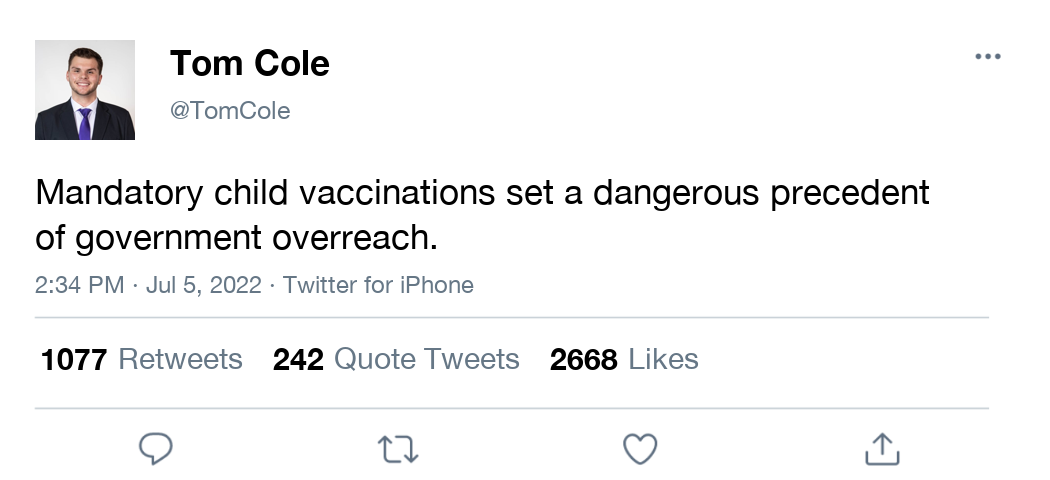 Tom Cole
@TomCole
Mandatory child vaccinations set a dangerous precedent
of government overreach.
2:34 PM · Jul 5, 2022 · Twitter for iPhone
1077 Retweets 242 Quote Tweets 2668 Likes